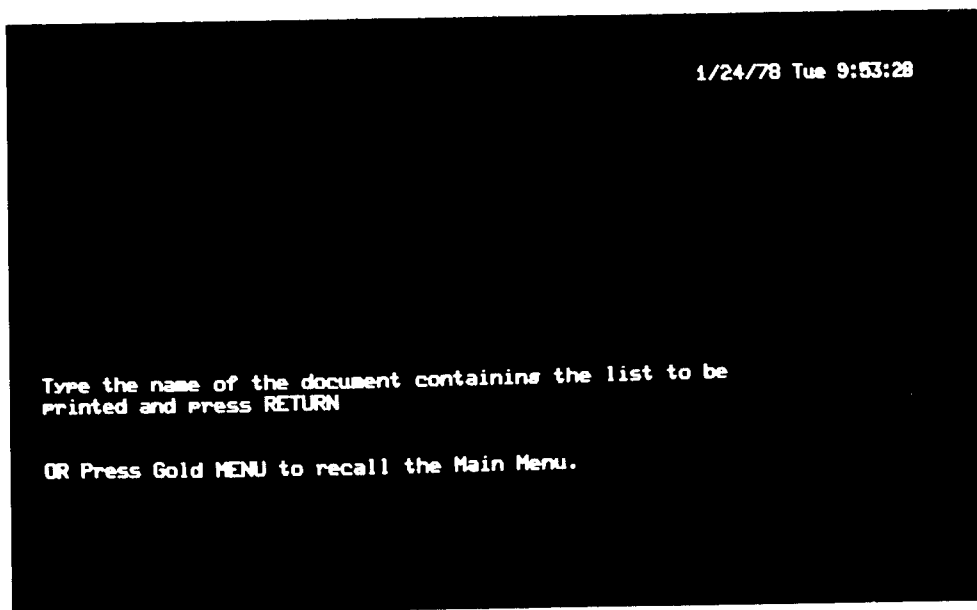 1/24/78 Tue 9:53:28
Type the name of the document containing the list to be
printed and press RETURN
OR Press Gold MENU to recall the Main Menu.